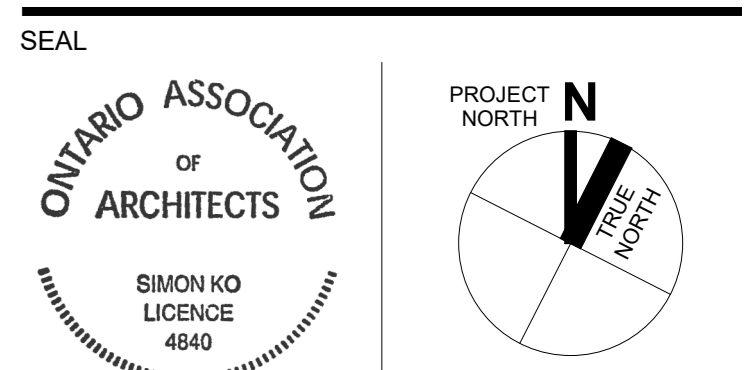 SEAL
ONTARIO ASSOCIATION
OF
ARCHITECTS
SIMON KO
LICENCE
4840
PROJECT
NORTH
N
TRUE
NORTH